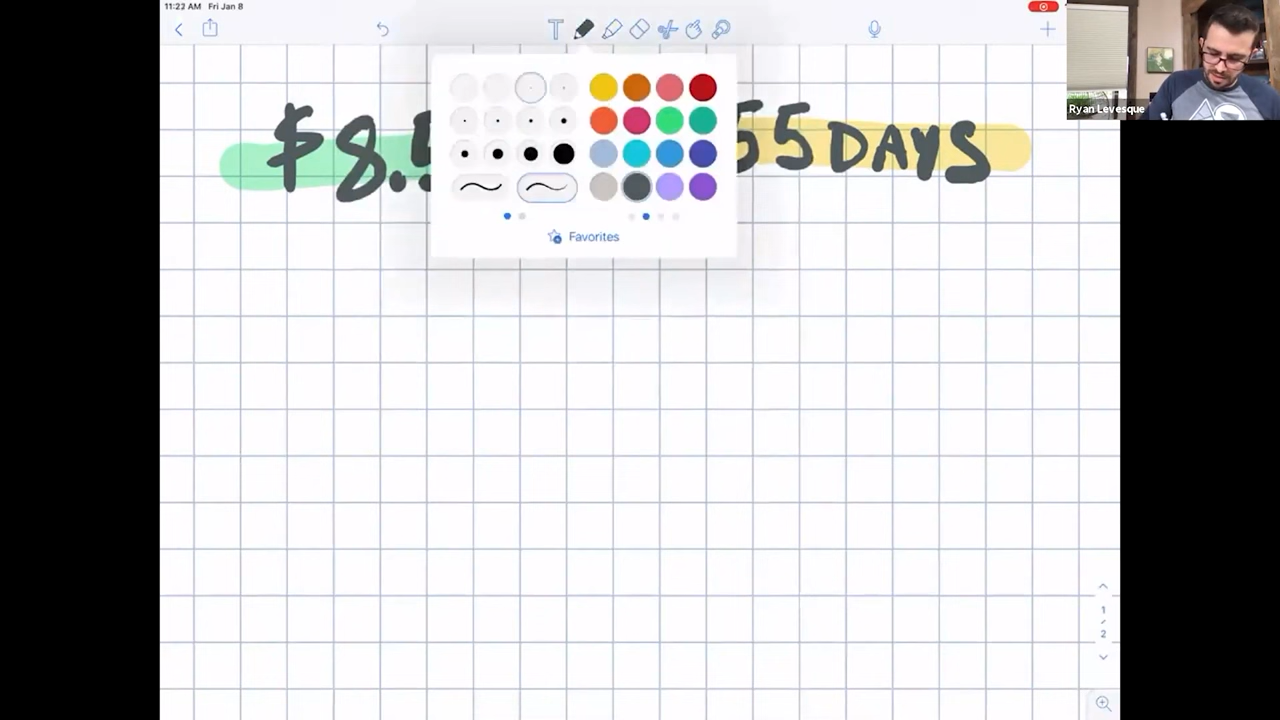 11:22 AM Fri Jan 8
Ryan Levesque
$8. 55 DAYS
Favorites
1
2